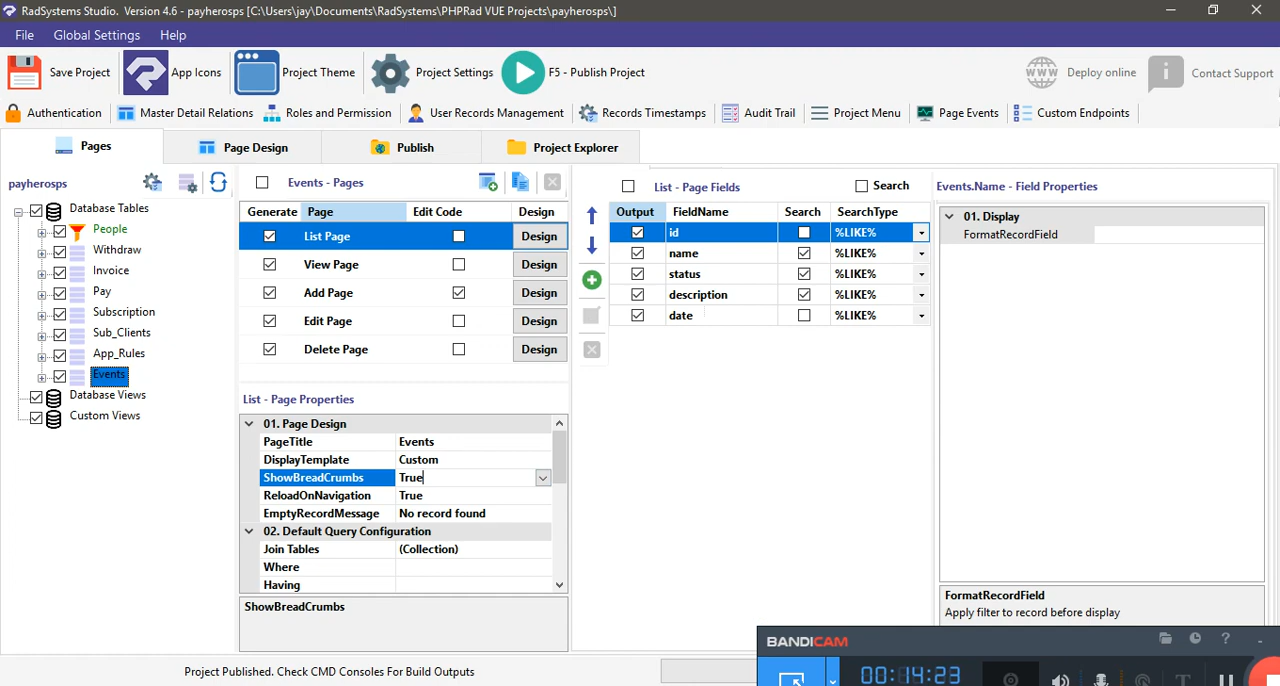 RadSystems Studio. Version 4.6 - payherosps [C:\Users\jay\Documents\RadSystems\PHPRad VUE Projects\payherosps\]
File Global Settings Help
Save Project App Icons Project Theme Project Settings F5 - Publish Project WWW Deploy online Contact Support
Authentication Master Detail Relations Roles and Permission User Records Management Records Timestamps Audit Trail Project Menu Page Events Custom Endpoints
Pages Page Design Publish Project Explorer
payherosps
Database Tables
People
Withdraw
Invoice
Pay
Subscription
Sub_Clients
App_Rules
Events
Database Views
Custom Views
Events - Pages
Generate Page Edit Code Design
List Page Design
View Page Design
Add Page Design
Edit Page Design
Delete Page Design
List - Page Properties
01. Page Design
PageTitle Events
DisplayTemplate Custom
ShowBreadCrumbs True
ReloadOnNavigation True
EmptyRecordMessage No record found
02. Default Query Configuration
Join Tables (Collection)
Where
Having
ShowBreadCrumbs
List - Page Fields Search
Output FieldName Search SearchType
id %LIKE%
name %LIKE%
status %LIKE%
description %LIKE%
date %LIKE%
Events.Name - Field Properties
01. Display
FormatRecordField
FormatRecordField
Apply filter to record before display
BANDICAM
00:14:23
Project Published. Check CMD Consoles For Build Outputs